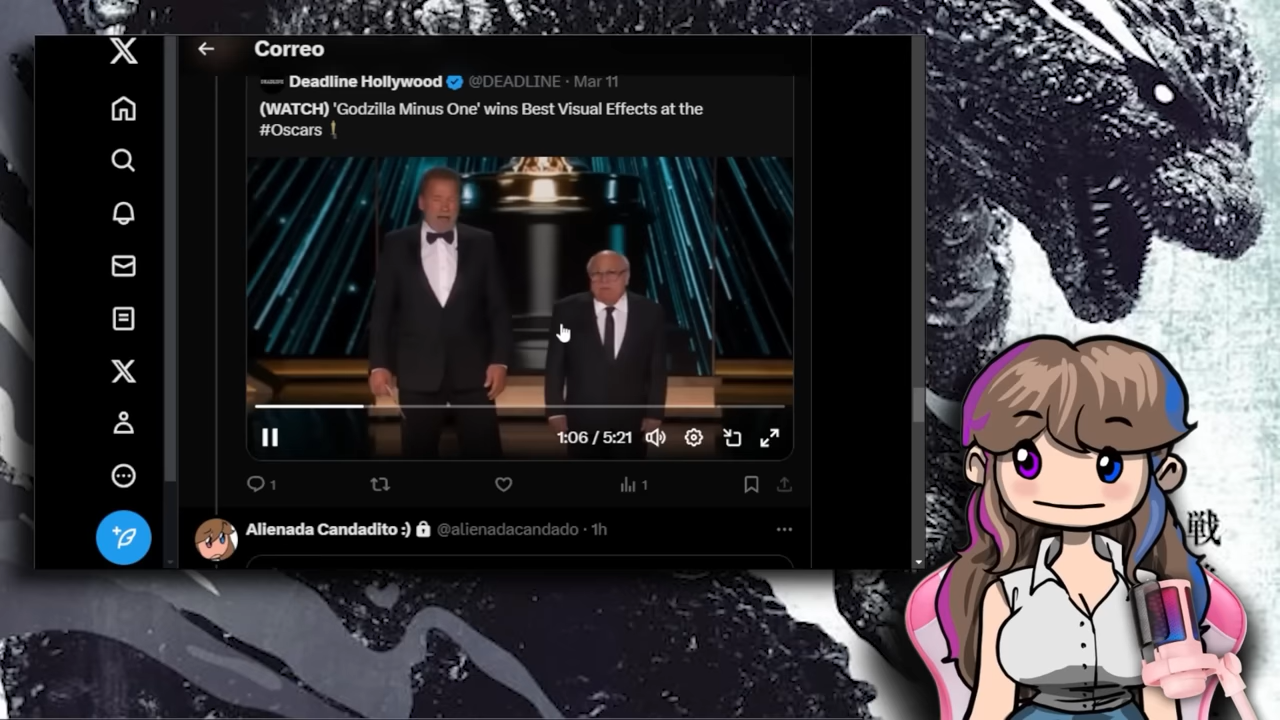 Correo
Deadline Hollywood @DEADLINE · Mar 11
(WATCH) 'Godzilla Minus One' wins Best Visual Effects at the
#Oscars
1:06 / 5:21
1
1
Alienada Candadito :) @alienadacandado · 1h
戦